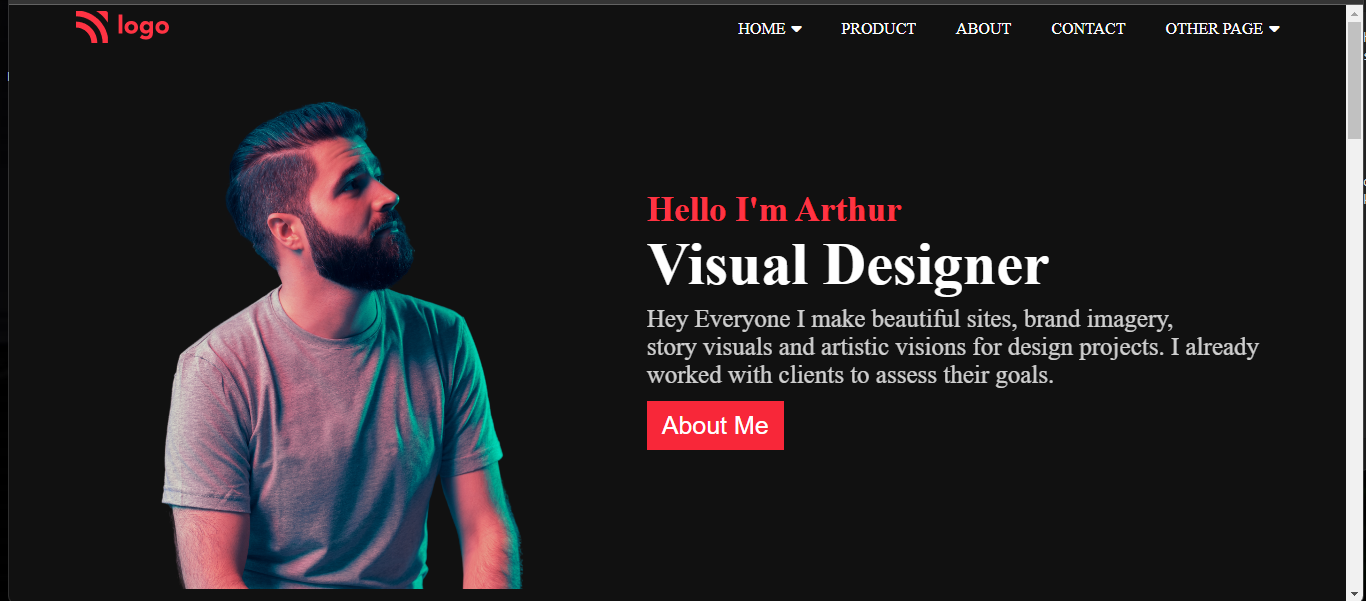 logo
HOME
PRODUCT
ABOUT
CONTACT
OTHER PAGE
Hello I'm Arthur
Visual Designer
Hey Everyone I make beautiful sites, brand imagery,
story visuals and artistic visions for design projects. I already
worked with clients to assess their goals.
About Me